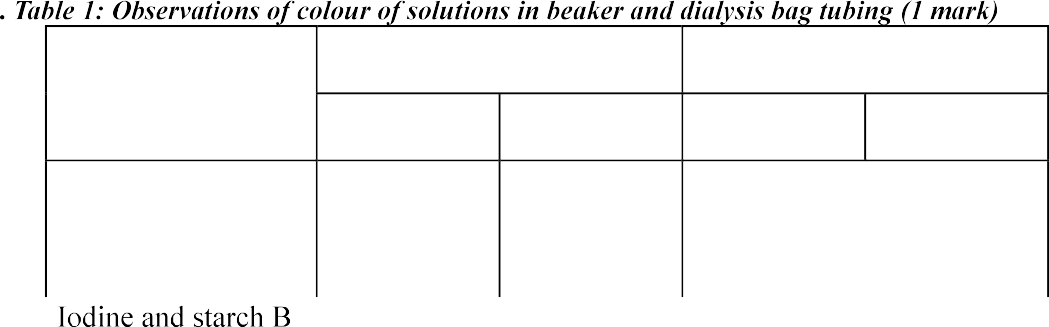 . Table 1: Observations of colour of solutions in beaker and dialysis bag tubing (1 mark)
Iodine and starch B